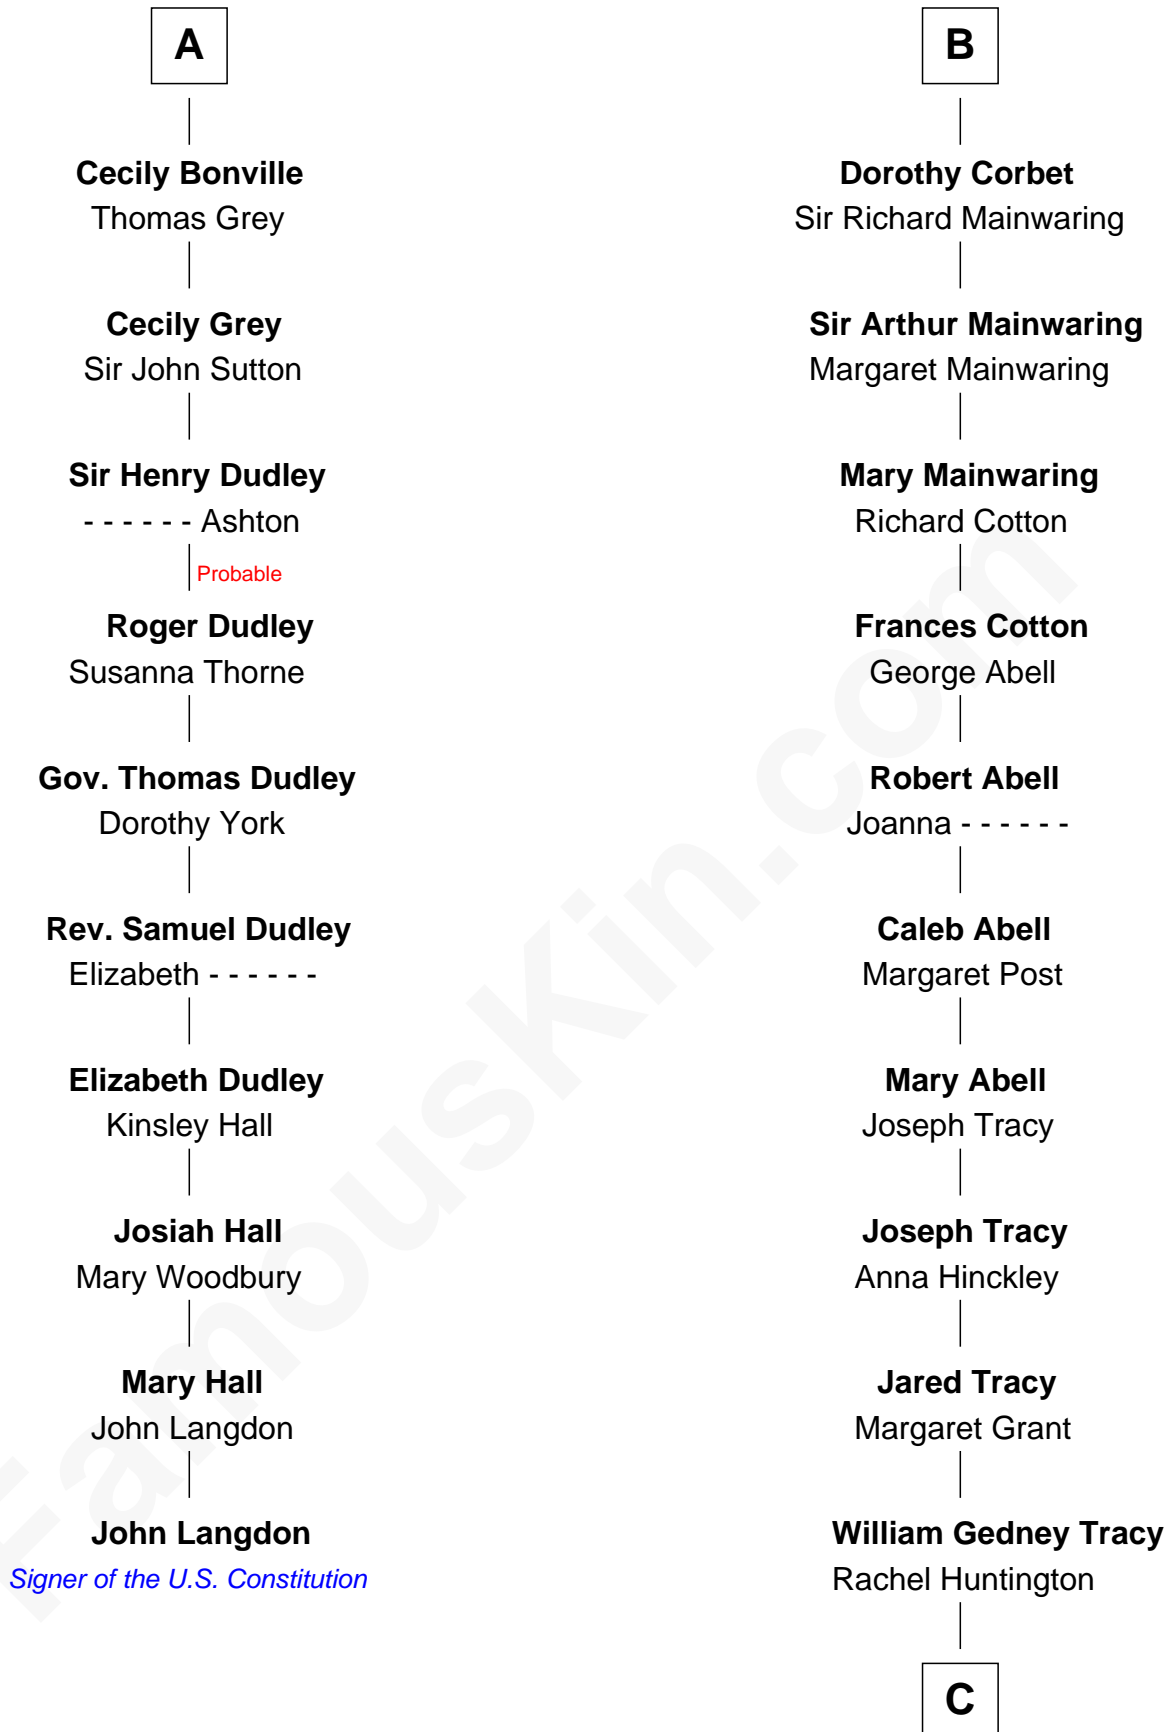 A
Cecily Bonville
Thomas Grey
Cecily Grey
Sir John Sutton
Sir Henry Dudley
- - - - - - Ashton
Probable
Roger Dudley
Susanna Thorne
Gov. Thomas Dudley
Dorothy York
Rev. Samuel Dudley
Elizabeth - - - - - -
Elizabeth Dudley
Kinsley Hall
Josiah Hall
Mary Woodbury
Mary Hall
John Langdon
John Langdon
Signer of the U.S. Constitution
B
Dorothy Corbet
Sir Richard Mainwaring
Sir Arthur Mainwaring
Margaret Mainwaring
Mary Mainwaring
Richard Cotton
Frances Cotton
George Abell
Robert Abell
Joanna - - - - - -
Caleb Abell
Margaret Post
Mary Abell
Joseph Tracy
Joseph Tracy
Anna Hinckley
Jared Tracy
Margaret Grant
William Gedney Tracy
Rachel Huntington
C
FamousKin.com